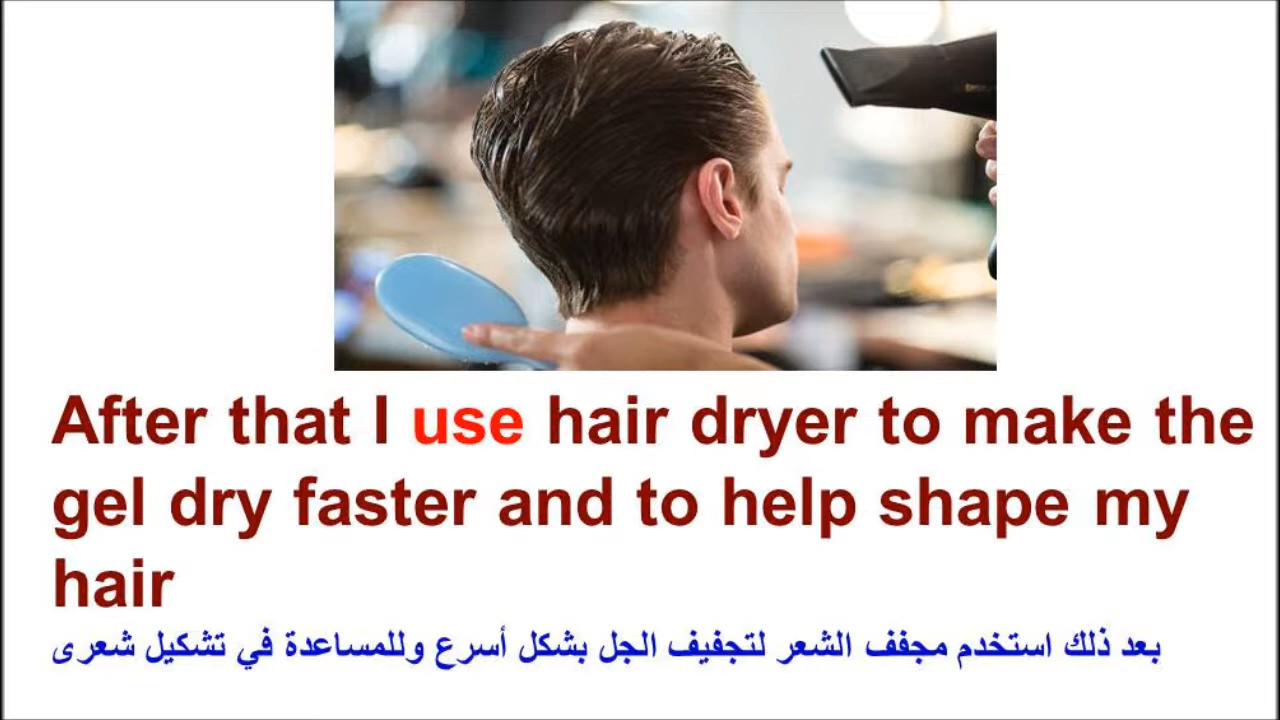 After that I use hair dryer to make the
gel dry faster and to help shape my
hair
بعد ذلك استخدم مجفف الشعر لتجفيف الجل بشكل أسرع وللمساعدة في تشكيل شعرى